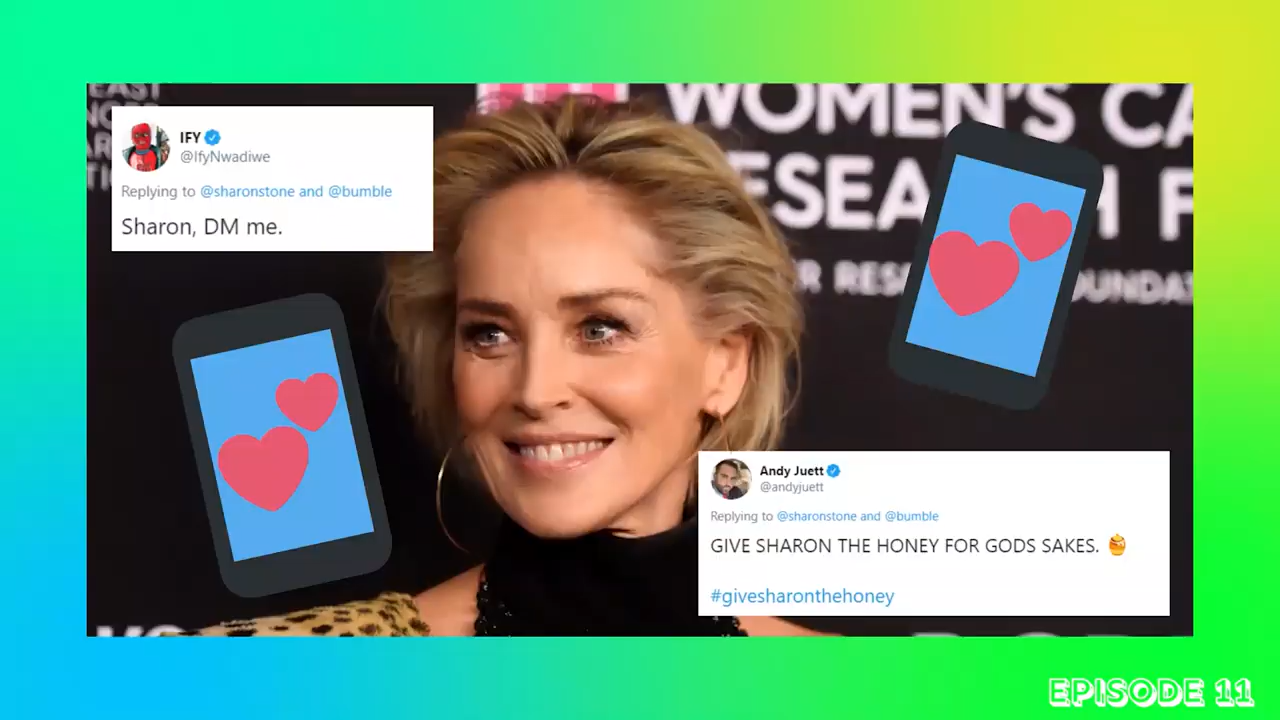 IFY
@IfyNwadiwe
Replying to @sharonstone and @bumble
Sharon, DM me.
WOMEN'S CA
RESEARCH F
Andy Juett
@andyjuett
Replying to @sharonstone and @bumble
GIVE SHARON THE HONEY FOR GODS SAKES. 🍯
#givesharonthehoney
EPISODE 11